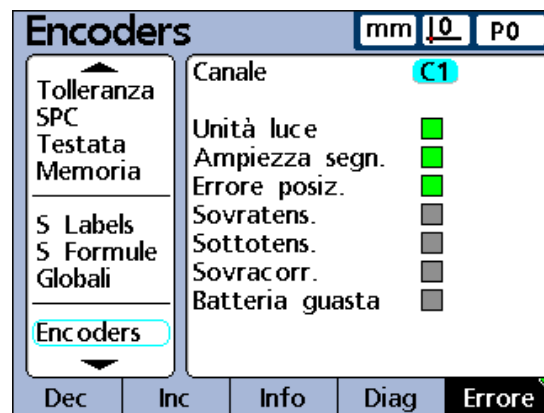 Encoders
mm 0 P0
Tolleranza
SPC
Testata
Memoria
S Labels
S Formule
Globali
Encoders
Canale C1
Unità luce
Ampiezza segn.
Errore posiz.
Sovratens.
Sottotens.
Sovracorr.
Batteria guasta
Dec Inc Info Diag Errore